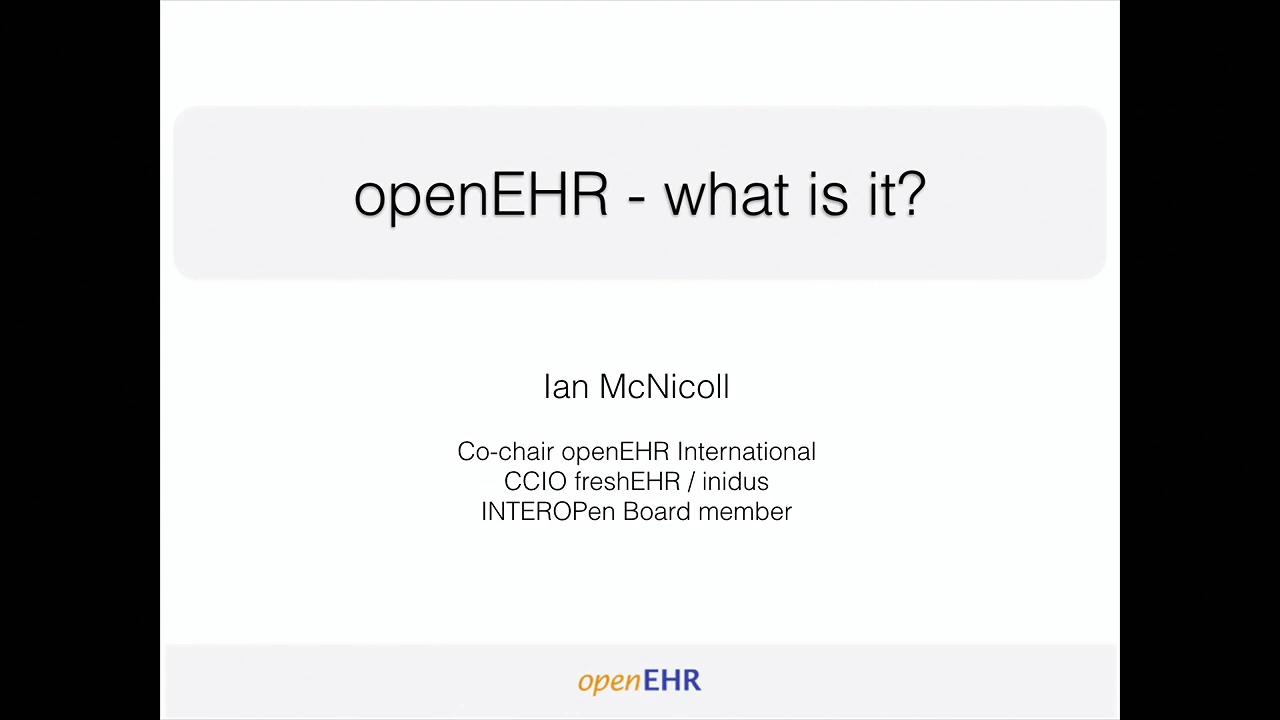 openEHR - what is it?
Ian McNicoll
Co-chair openEHR International
CCIO freshEHR / inidus
INTEROPen Board member
openEHR